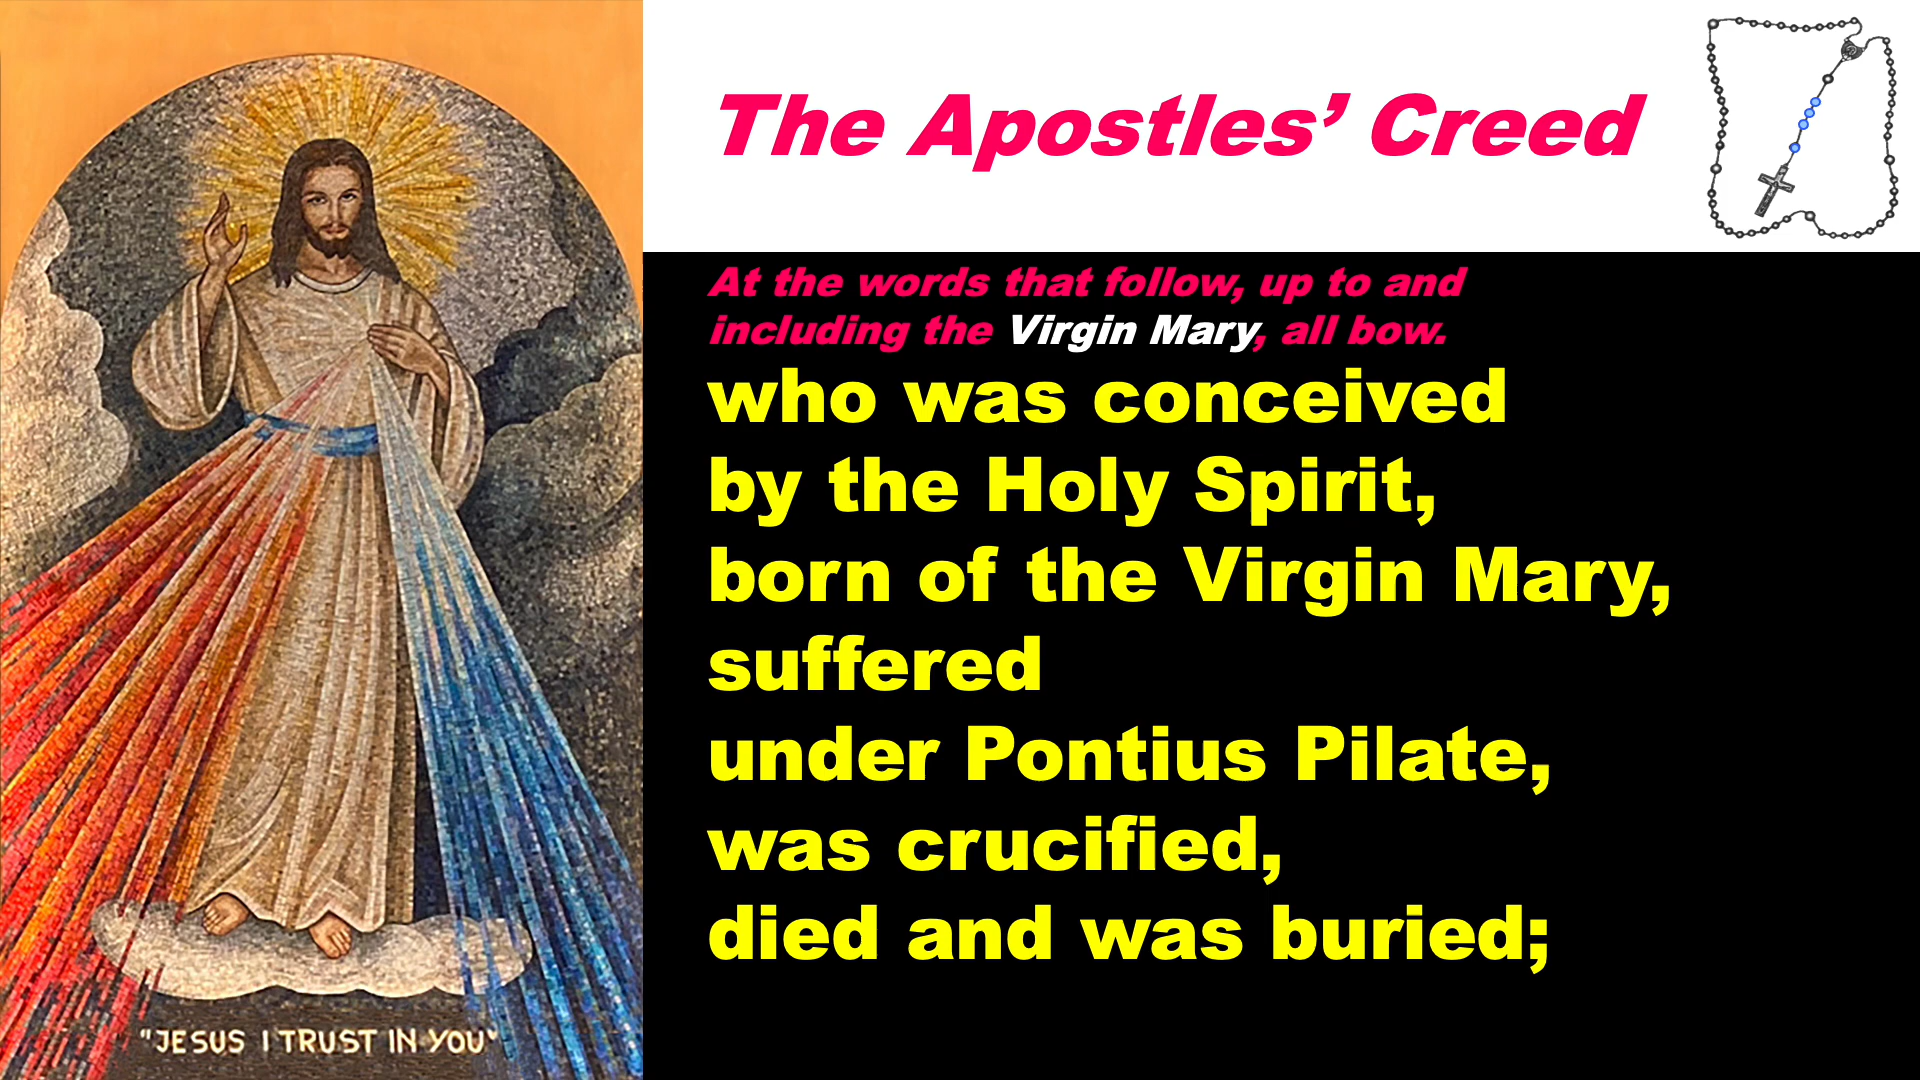 The Apostles’ Creed
At the words that follow, up to and
including the Virgin Mary, all bow.
who was conceived
by the Holy Spirit,
born of the Virgin Mary,
suffered
under Pontius Pilate,
was crucified,
died and was buried;
"JESUS I TRUST IN YOU"